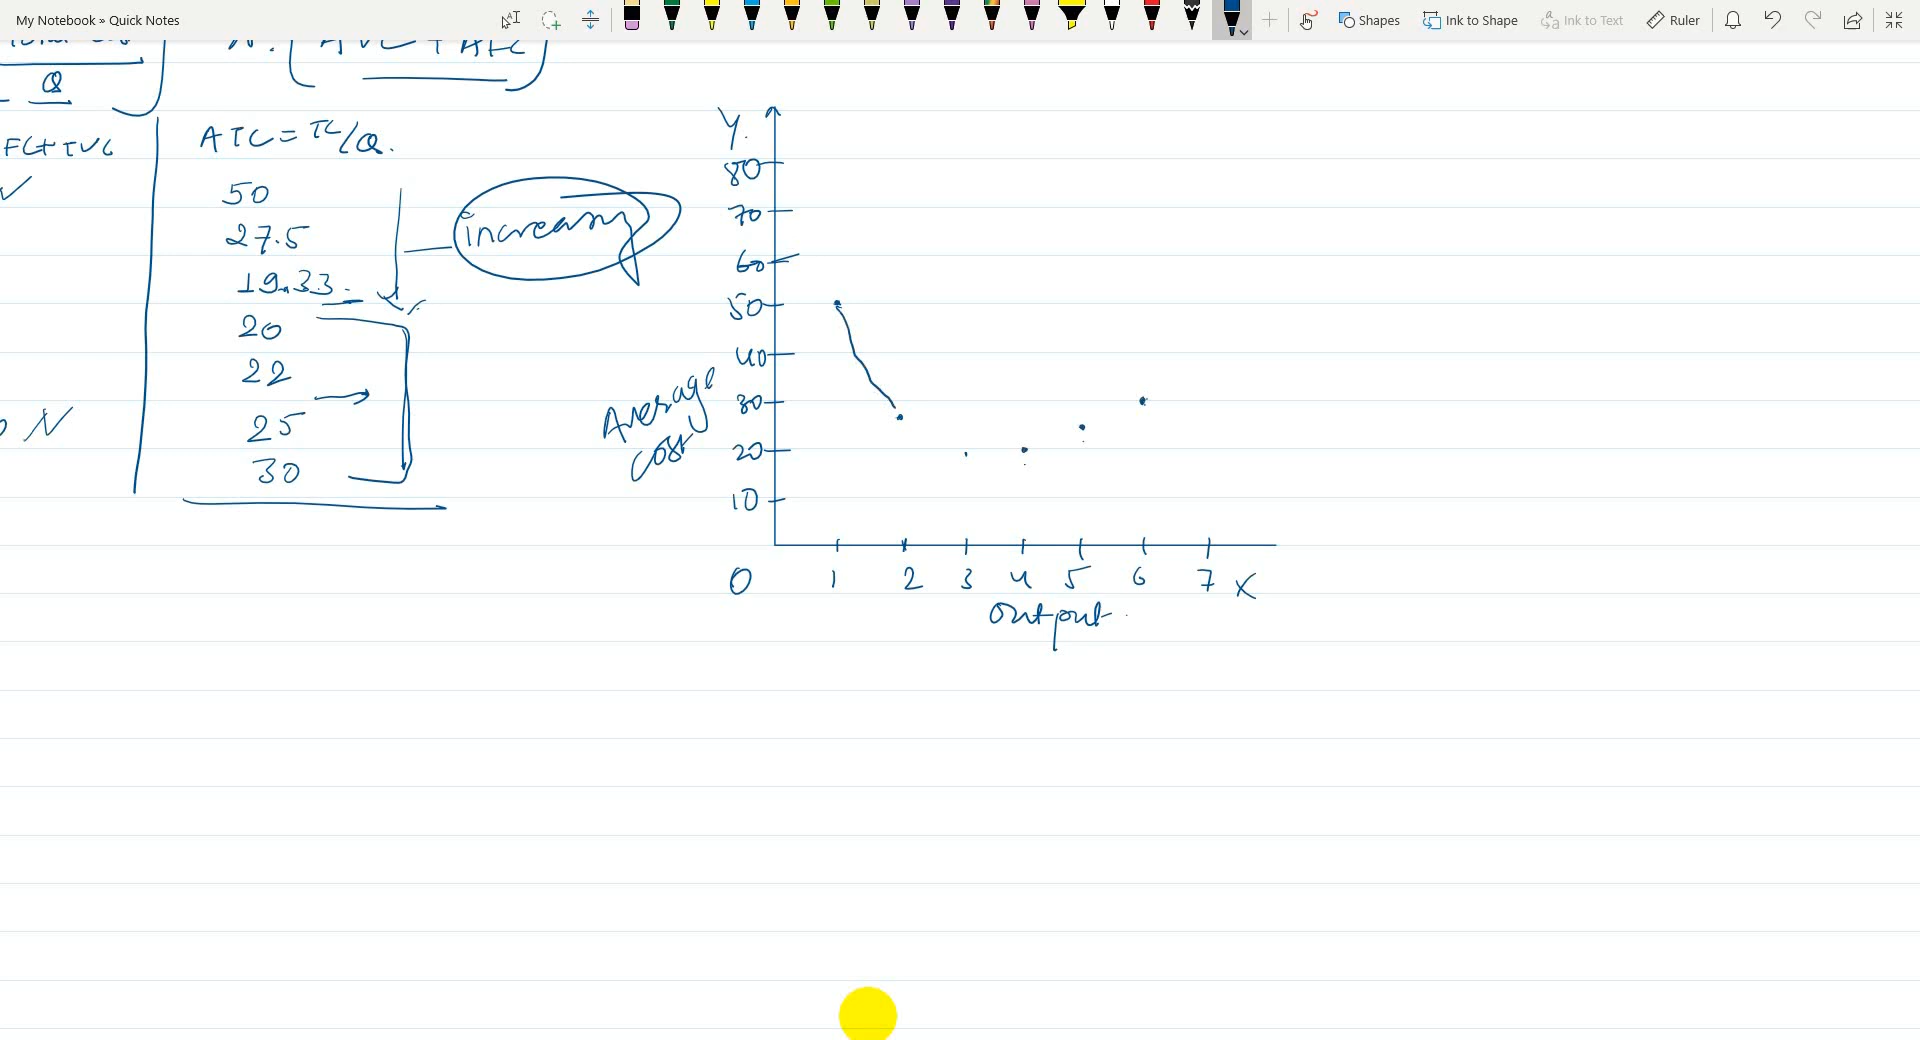 My Notebook » Quick Notes
Shapes
Ink to Shape
Ink to Text
Ruler
Q
N. (AVC + AFC)
FC+TVC
ATC = TC/Q.
50
27.5
19.33
20
22
25
30
increasing
N
Y.
80
70
60
50
40
30
20
10
Average
cost
0 1 2 3 4 5 6 7 X
output